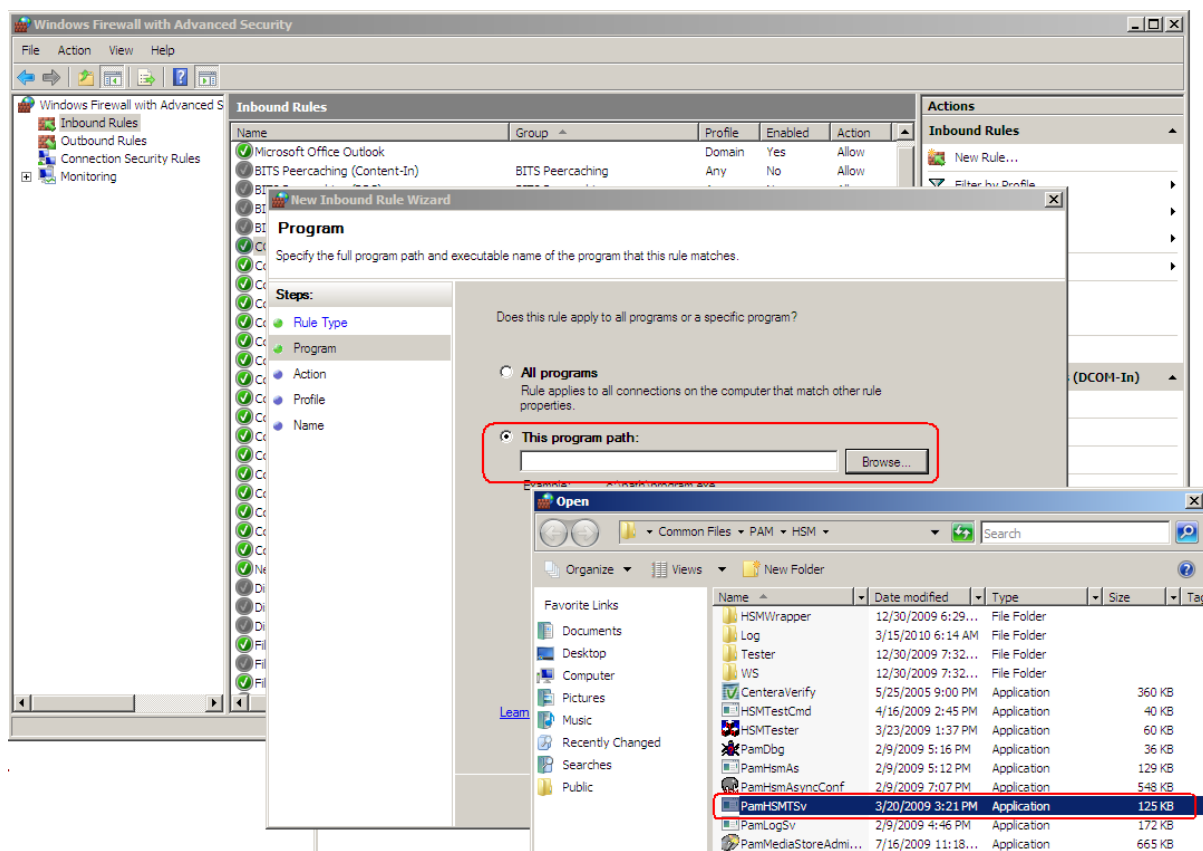 Windows Firewall with Advanced Security
File Action View Help
Windows Firewall with Advanced S
Inbound Rules
Outbound Rules
Connection Security Rules
Monitoring
Inbound Rules
Name Group Profile Enabled Action
Microsoft Office Outlook Domain Yes Allow
BITS Peercaching (Content-In) BITS Peercaching Any No Allow
Actions
Inbound Rules
New Rule...
Filter by Profile
(DCOM-In)
New Inbound Rule Wizard
Program
Specify the full program path and executable name of the program that this rule matches.
Steps:
Rule Type
Program
Action
Profile
Name
Does this rule apply to all programs or a specific program?
All programs
Rule applies to all connections on the computer that match other rule
properties.
This program path:
Browse...
Example: c:\path\program.exe
Learn
Open
Common Files PAM HSM
Search
Organize Views New Folder
Favorite Links
Documents
Desktop
Computer
Pictures
Music
Recently Changed
Searches
Public
Name Date modified Type Size Tag
HSMWrapper 12/30/2009 6:29... File Folder
Log 3/15/2010 6:14 AM File Folder
Tester 12/30/2009 7:32... File Folder
WS 12/30/2009 7:32... File Folder
CenteraVerify 5/25/2005 9:00 PM Application 360 KB
HSMTestCmd 4/16/2009 2:45 PM Application 40 KB
HSMTester 3/23/2009 1:37 PM Application 60 KB
PamDbg 2/9/2009 5:16 PM Application 36 KB
PamHsmAs 2/9/2009 5:12 PM Application 129 KB
PamHsmAsyncConf 2/9/2009 7:07 PM Application 548 KB
PamHSMTSv 3/20/2009 3:21 PM Application 125 KB
PamLogSv 2/9/2009 4:46 PM Application 172 KB
PamMediaStoreAdmi... 7/16/2009 11:18... Application 665 KB